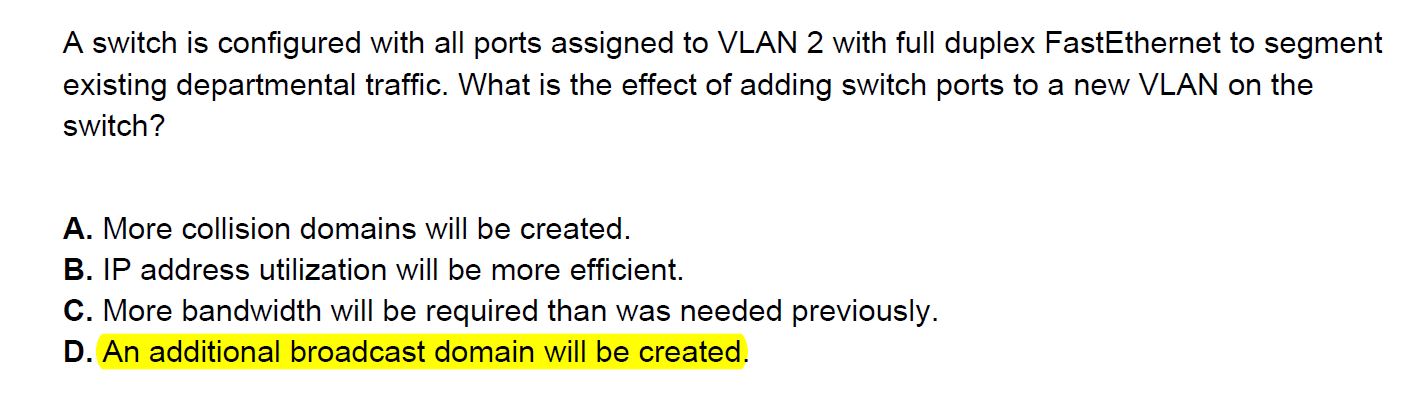 A switch is configured with all ports assigned to VLAN 2 with full duplex FastEthernet to segment
existing departmental traffic. What is the effect of adding switch ports to a new VLAN on the
switch?
A. More collision domains will be created.
B. IP address utilization will be more efficient.
C. More bandwidth will be required than was needed previously.
D. An additional broadcast domain will be created.